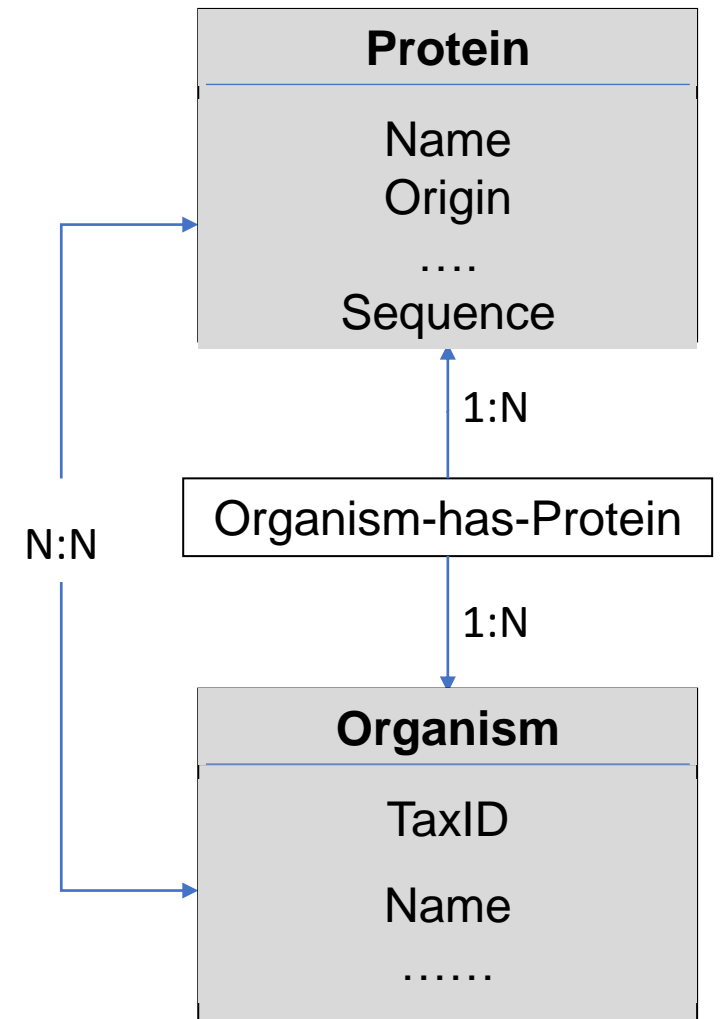 Protein
Name
Origin
….
Sequence
1:N
Organism-has-Protein
N:N
1:N
Organism
TaxID
Name
……